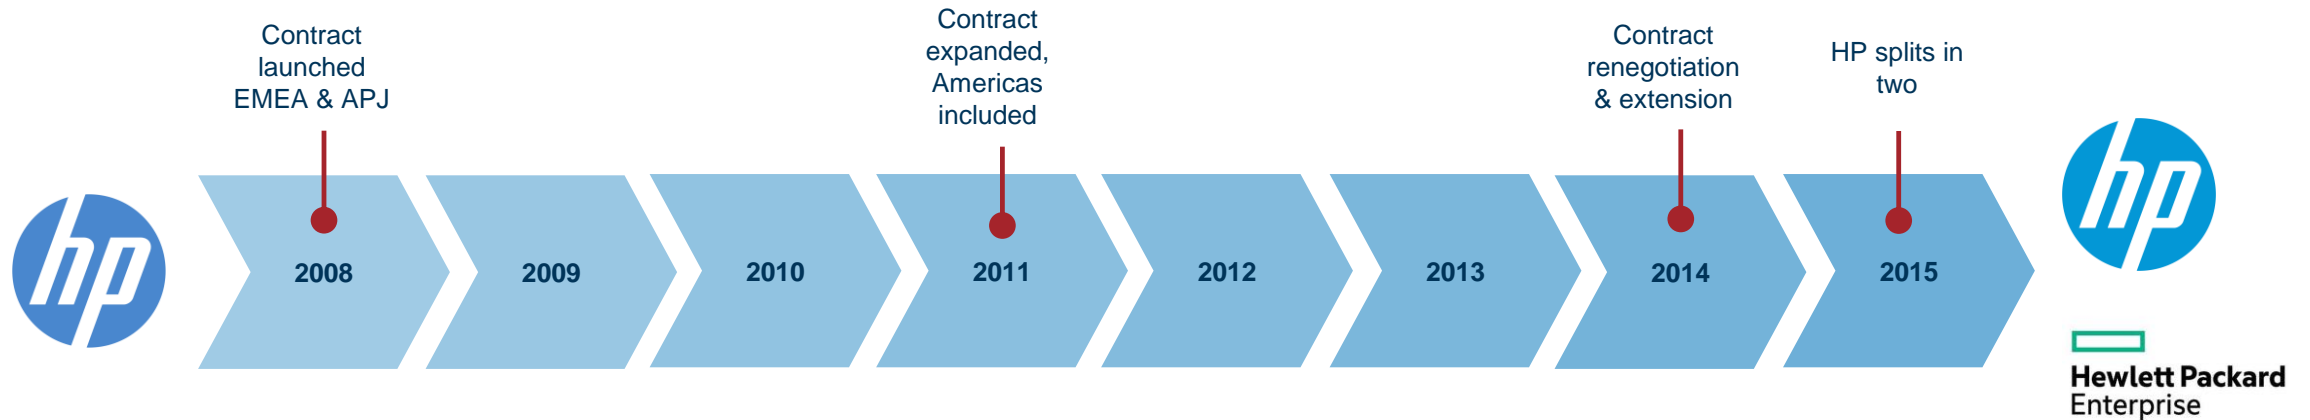 Contract
launched
EMEA & APJ
Contract
expanded,
Americas
included
Contract
renegotiation
& extension
HP splits in
two
hp
2008
2009
2010
2011
2012
2013
2014
2015
hp
Hewlett Packard
Enterprise